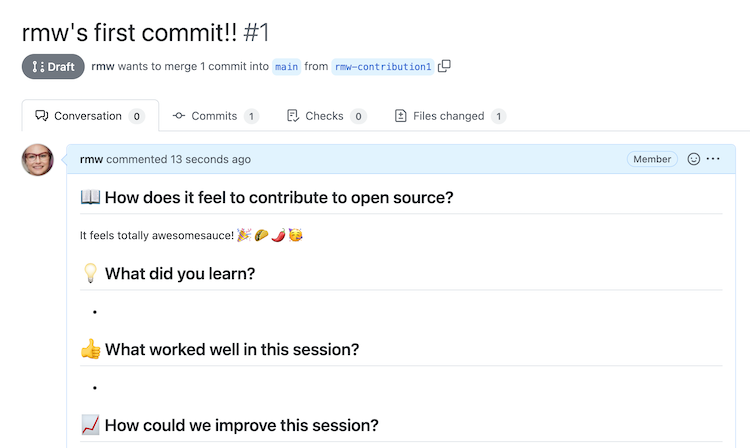 rmw's first commit!! #1
Draft rmw wants to merge 1 commit into main from rmw-contribution1
Conversation 0 Commits 1 Checks 0 Files changed 1
rmw commented 13 seconds ago Member
📖 How does it feel to contribute to open source?
It feels totally awesomesauce! 🎉 🌮 🌶️ 🥳
💡 What did you learn?
•
👍 What worked well in this session?
•
📈 How could we improve this session?